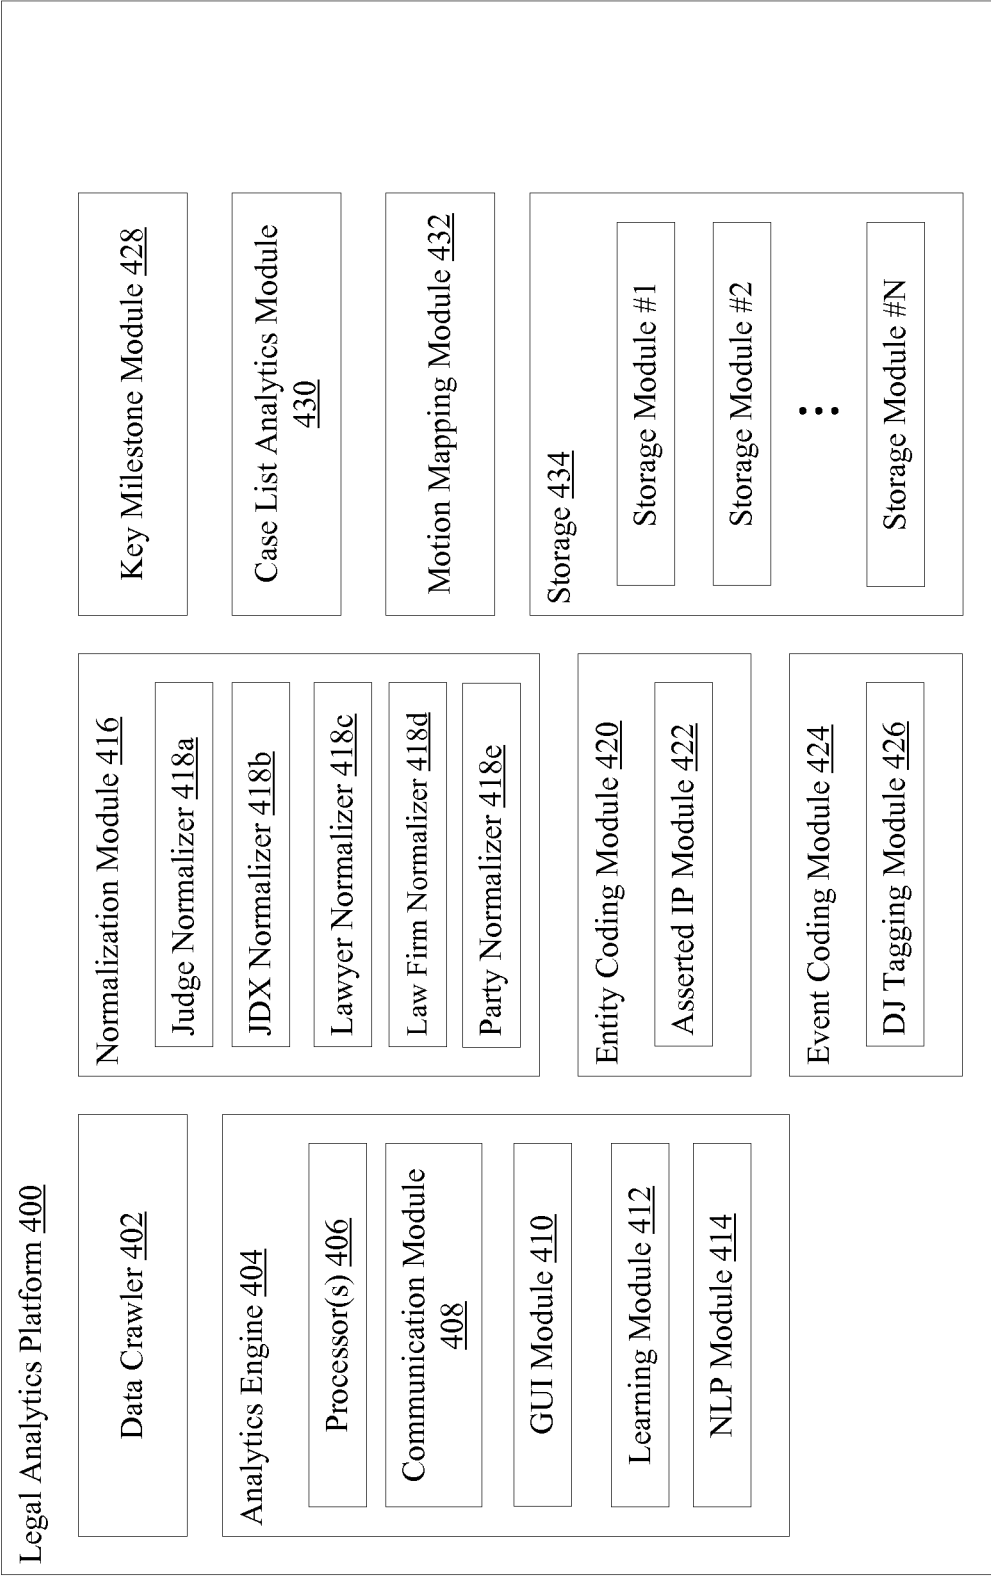 Legal Analytics Platform 400
Data Crawler 402
Analytics Engine 404
Processor(s) 406
Communication Module
408
GUI Module 410
Learning Module 412
NLP Module 414
Normalization Module 416
Judge Normalizer 418a
JDX Normalizer 418b
Lawyer Normalizer 418c
Law Firm Normalizer 418d
Party Normalizer 418e
Entity Coding Module 420
Asserted IP Module 422
Event Coding Module 424
DJ Tagging Module 426
Key Milestone Module 428
Case List Analytics Module
430
Motion Mapping Module 432
Storage 434
Storage Module #1
Storage Module #2
Storage Module #N